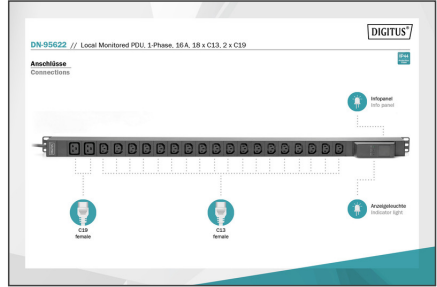 DIGITUS®
DN-95622 // Local Monitored PDU, 1-Phase, 16A, 18 x C13, 2 x C19
Anschlüsse
Connections
Infopanel
Info panel
C19
female
C13
female
Anzeigeleuchte
Indicator light